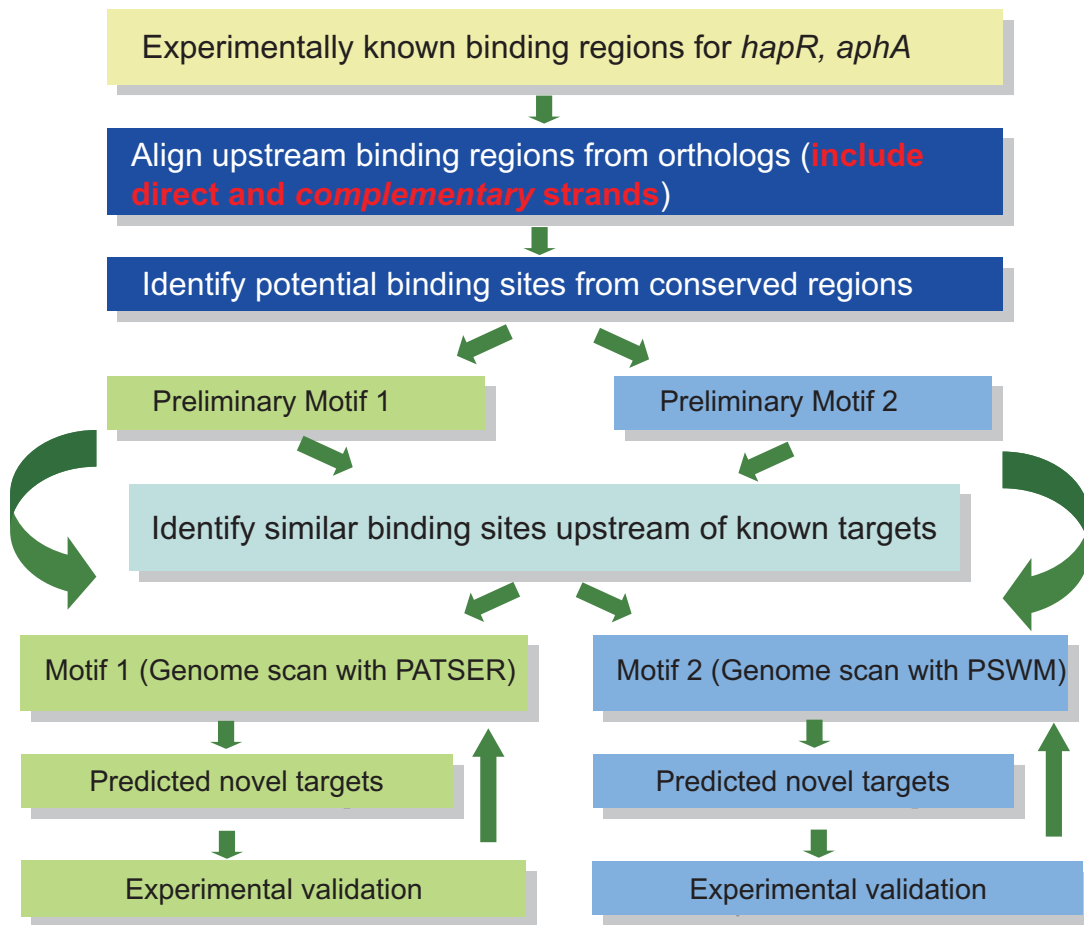 Experimentally known binding regions for hapR, aphA
Align upstream binding regions from orthologs (include
direct and complementary strands)
Identify potential binding sites from conserved regions
Preliminary Motif 1
Preliminary Motif 2
Identify similar binding sites upstream of known targets
Motif 1 (Genome scan with PATSER)
Motif 2 (Genome scan with PSWM)
Predicted novel targets
Predicted novel targets
Experimental validation
Experimental validation